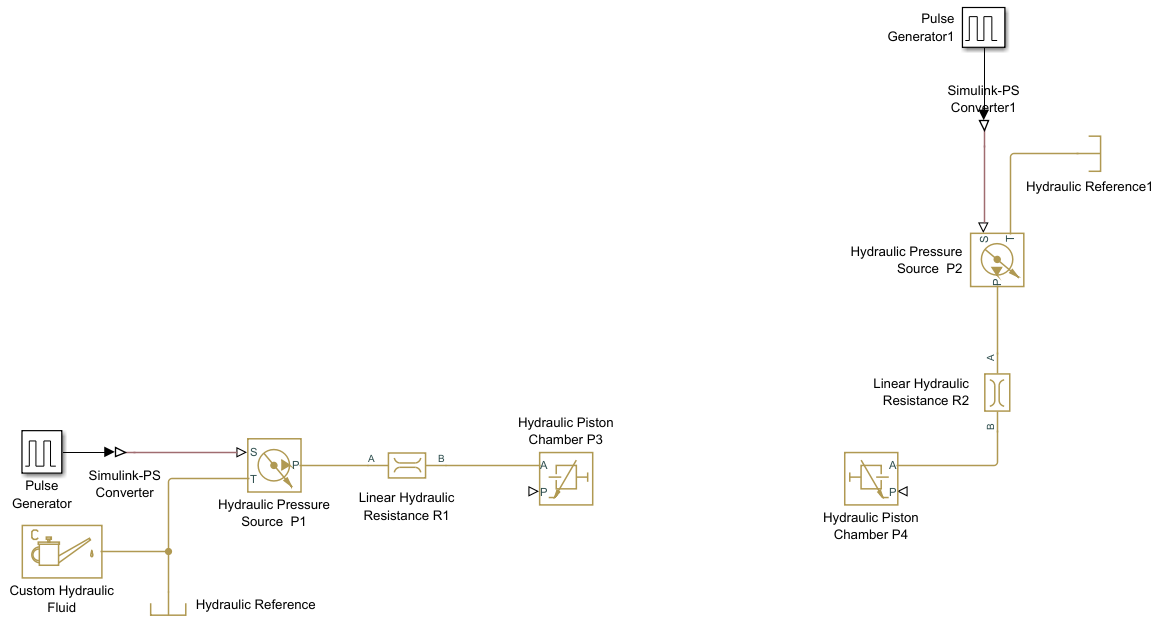 Pulse
Generator1
Simulink-PS
Converter1
Hydraulic Reference1
S
T
Hydraulic Pressure
Source  P2
P
A
Linear Hydraulic
Resistance R2
B
Hydraulic Piston
Chamber P3
S
P
T
A
B
A
P
A
P
Simulink-PS
Converter
Pulse
Generator
Hydraulic Pressure
Source  P1
Linear Hydraulic
Resistance R1
Hydraulic Piston
Chamber P4
C
Custom Hydraulic
Fluid
Hydraulic Reference